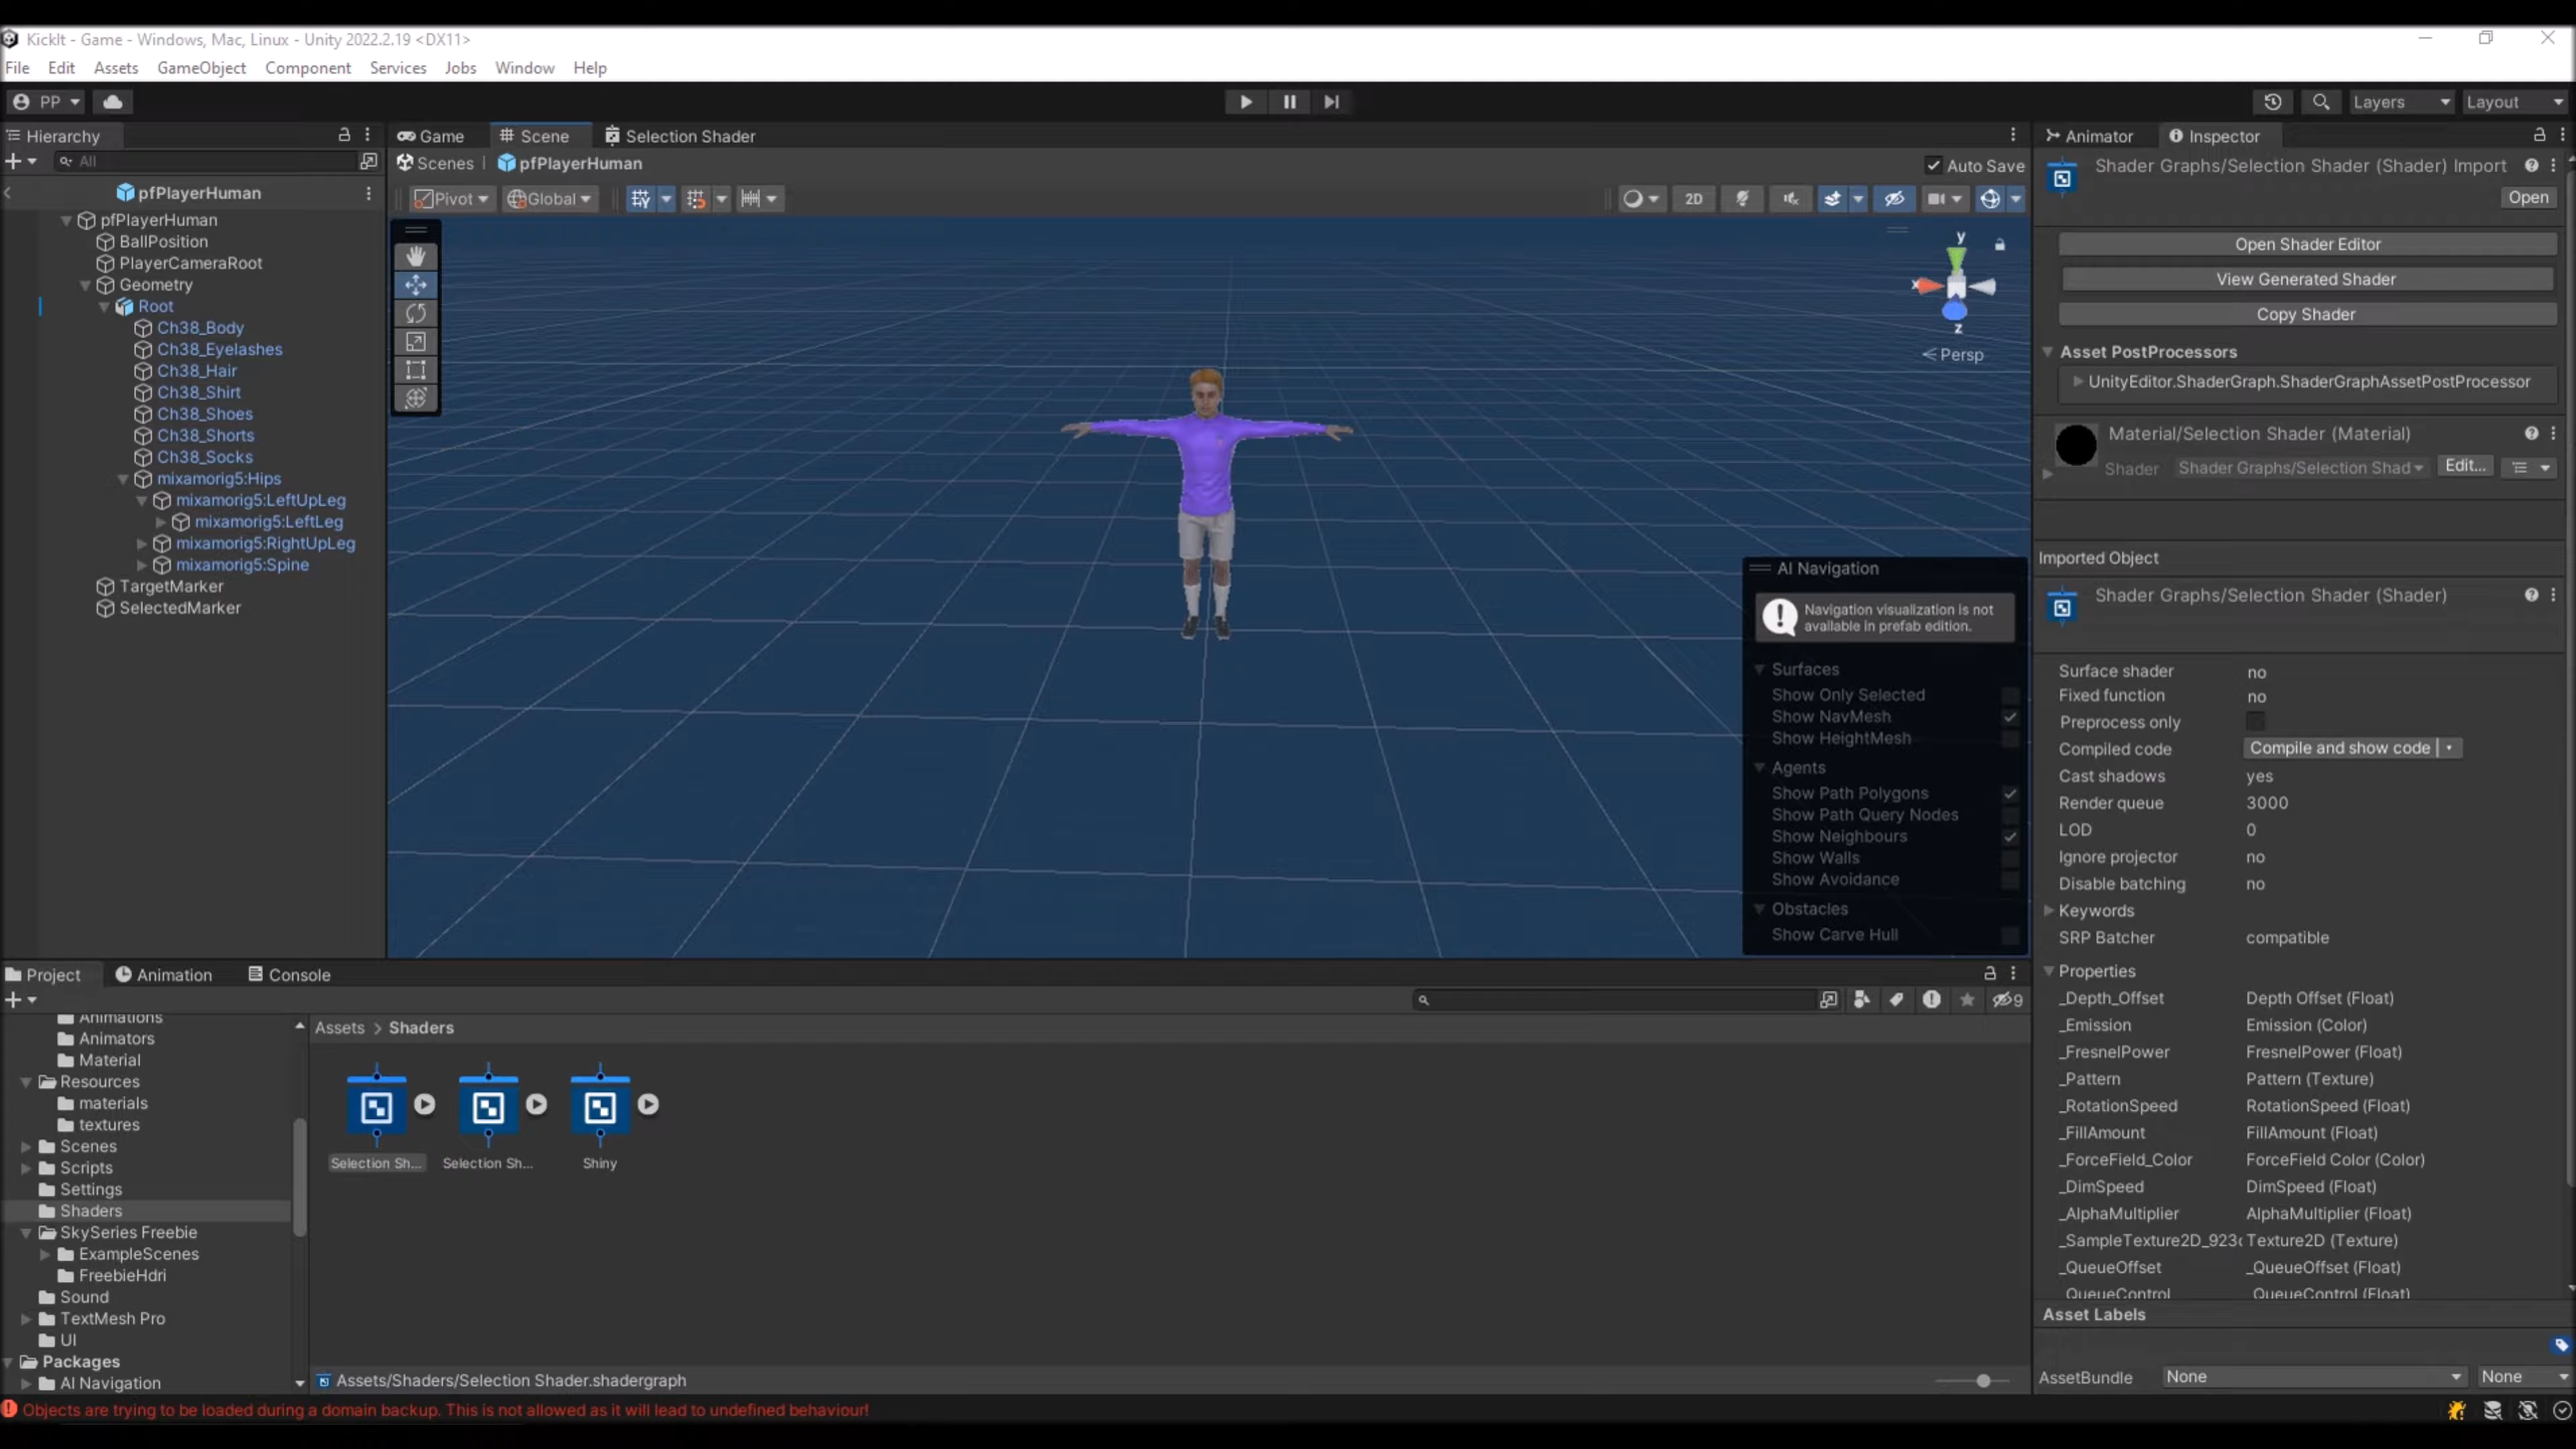 KickIt - Game - Windows, Mac, Linux - Unity 2022.2.19 <DX11>
File Edit Assets GameObject Component Services Jobs Window Help
PP
Layers
Layout
Hierarchy
All
pfPlayerHuman
pfPlayerHuman
BallPosition
PlayerCameraRoot
Geometry
Root
Ch38_Body
Ch38_Eyelashes
Ch38_Hair
Ch38_Shirt
Ch38_Shoes
Ch38_Shorts
Ch38_Socks
mixamorig5:Hips
mixamorig5:LeftUpLeg
mixamorig5:LeftLeg
mixamorig5:RightUpLeg
mixamorig5:Spine
TargetMarker
SelectedMarker
Game
Scene
Selection Shader
Scenes
pfPlayerHuman
Auto Save
Pivot
Global
2D
y
x
z
Persp
AI Navigation
Navigation visualization is not
available in prefab edition.
Surfaces
Show Only Selected
Show NavMesh
Show HeightMesh
Agents
Show Path Polygons
Show Path Query Nodes
Show Neighbours
Show Walls
Show Avoidance
Obstacles
Show Carve Hull
Animator
Inspector
Shader Graphs/Selection Shader (Shader) Import
Open
Open Shader Editor
View Generated Shader
Copy Shader
Asset PostProcessors
UnityEditor.ShaderGraph.ShaderGraphAssetPostProcessor
Material/Selection Shader (Material)
Shader Shader Graphs/Selection Shad Edit...
Imported Object
Shader Graphs/Selection Shader (Shader)
Surface shader no
Fixed function no
Preprocess only
Compiled code Compile and show code
Cast shadows yes
Render queue 3000
LOD 0
Ignore projector no
Disable batching no
Keywords
SRP Batcher compatible
Properties
_Depth_Offset Depth Offset (Float)
_Emission Emission (Color)
_FresnelPower FresnelPower (Float)
_Pattern Pattern (Texture)
_RotationSpeed RotationSpeed (Float)
_FillAmount FillAmount (Float)
_ForceField_Color ForceField Color (Color)
_DimSpeed DimSpeed (Float)
_AlphaMultiplier AlphaMultiplier (Float)
_SampleTexture2D_923 Texture2D (Texture)
_QueueOffset _QueueOffset (Float)
_QueueControl _QueueControl (Float)
Asset Labels
AssetBundle None None
Project
Animation
Console
9
Animations
Animators
Material
Resources
materials
textures
Scenes
Scripts
Settings
Shaders
SkySeries Freebie
ExampleScenes
FreebieHdri
Sound
TextMesh Pro
UI
Packages
AI Navigation
Assets > Shaders
Selection Sh...
Selection Sh...
Shiny
Assets/Shaders/Selection Shader.shadergraph
Objects are trying to be loaded during a domain backup. This is not allowed as it will lead to undefined behaviour!